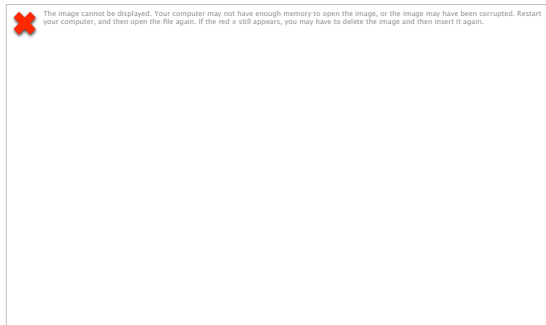 The image cannot be displayed. Your computer may not have enough memory to open the image, or the image may have been corrupted. Restart
your computer, and then open the file again. If the red x still appears, you may have to delete the image and then insert it again.